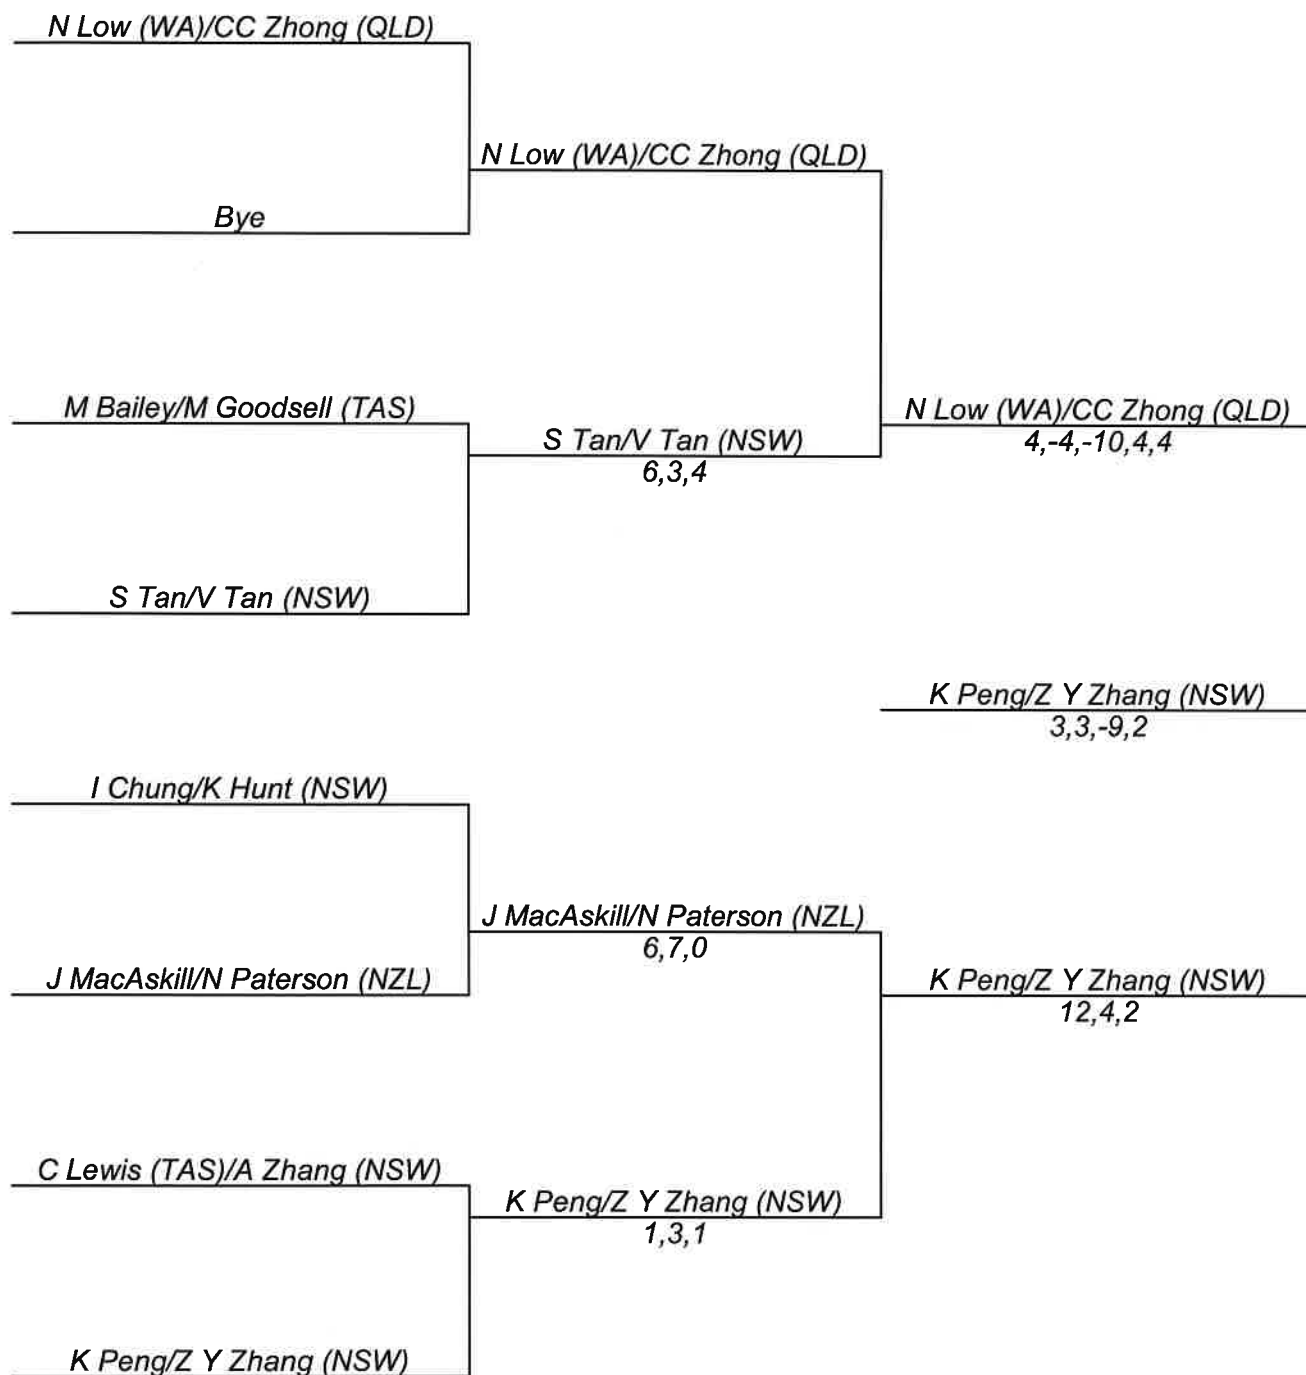 N Low (WA)/CC Zhong (QLD)
N Low (WA)/CC Zhong (QLD)
Bye
M Bailey/M Goodsell (TAS)
N Low (WA)/CC Zhong (QLD)
4,-4,-10,4,4
S Tan/V Tan (NSW)
6,3,4
S Tan/V Tan (NSW)
K Peng/Z Y Zhang (NSW)
3,3,-9,2
I Chung/K Hunt (NSW)
J MacAskill/N Paterson (NZL)
6,7,0
J MacAskill/N Paterson (NZL)
K Peng/Z Y Zhang (NSW)
12,4,2
C Lewis (TAS)/A Zhang (NSW)
K Peng/Z Y Zhang (NSW)
1,3,1
K Peng/Z Y Zhang (NSW)